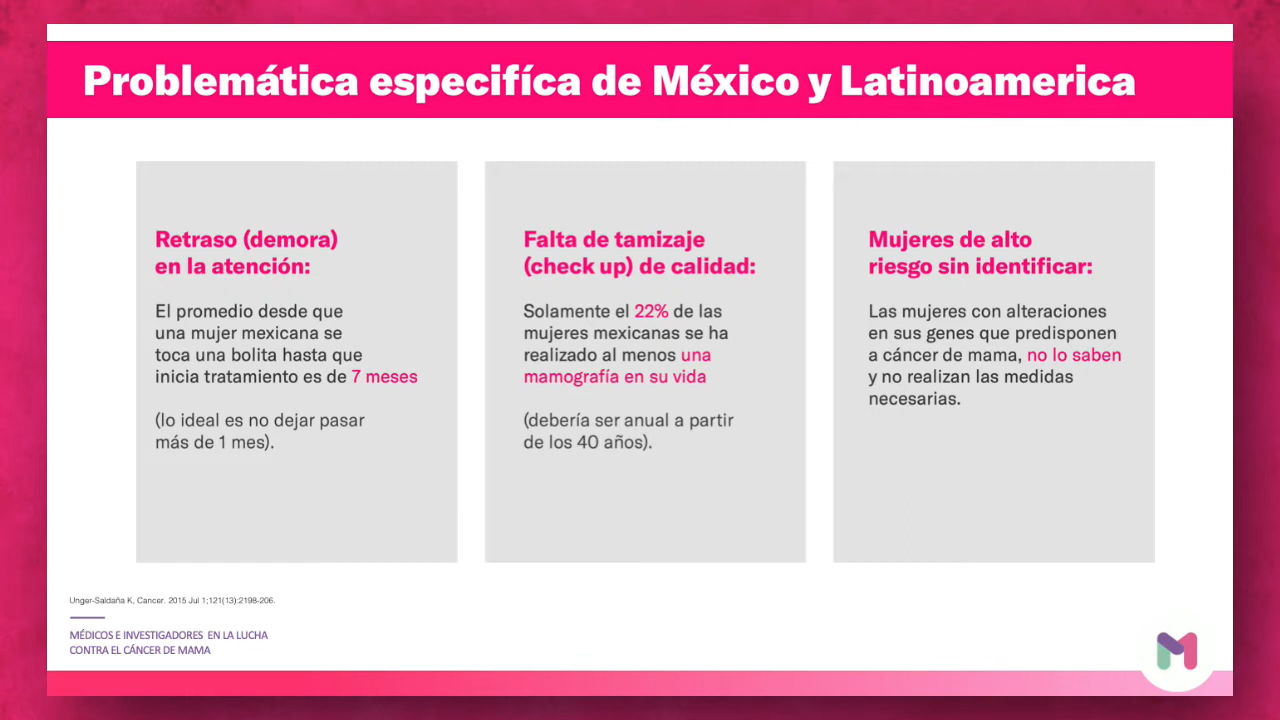 Problemática especifíca de México y Latinoamerica
Retraso (demora)
en la atención:
El promedio desde que
una mujer mexicana se
toca una bolita hasta que
inicia tratamiento es de 7 meses
(lo ideal es no dejar pasar
más de 1 mes).
Falta de tamizaje
(check up) de calidad:
Solamente el 22% de las
mujeres mexicanas se ha
realizado al menos una
mamografía en su vida
(debería ser anual a partir
de los 40 años).
Mujeres de alto
riesgo sin identificar:
Las mujeres con alteraciones
en sus genes que predisponen
a cáncer de mama, no lo saben
y no realizan las medidas
necesarias.
Unger-Saldaña K, Cancer. 2015 Jul 1;121(13):2198-206.
MÉDICOS E INVESTIGADORES EN LA LUCHA
CONTRA EL CÁNCER DE MAMA